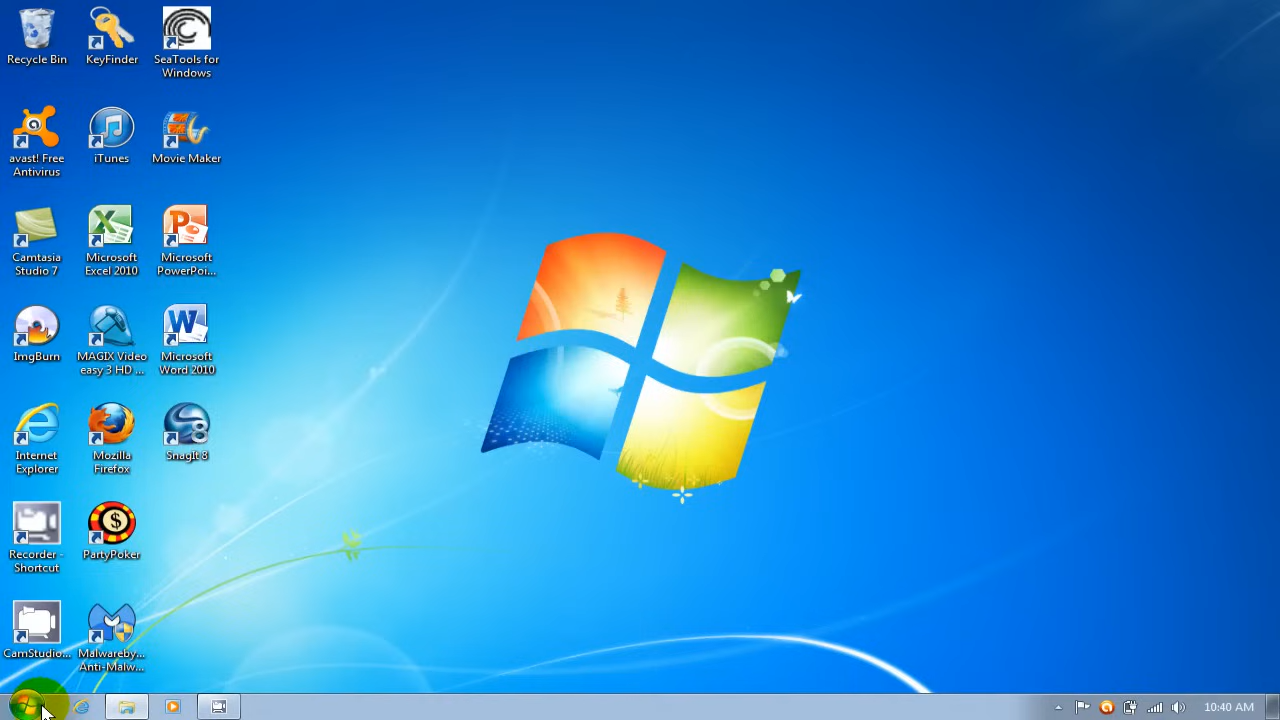 Recycle Bin
KeyFinder
SeaTools for
Windows
avast! Free
Antivirus
iTunes
Movie Maker
Camtasia
Studio 7
Microsoft
Excel 2010
Microsoft
PowerPoi...
ImgBurn
MAGIX Video
easy 3 HD ...
Microsoft
Word 2010
Internet
Explorer
Mozilla
Firefox
SnagIt 8
Recorder -
Shortcut
PartyPoker
CamStudio...
Malwareby...
Anti-Malw...
10:40 AM